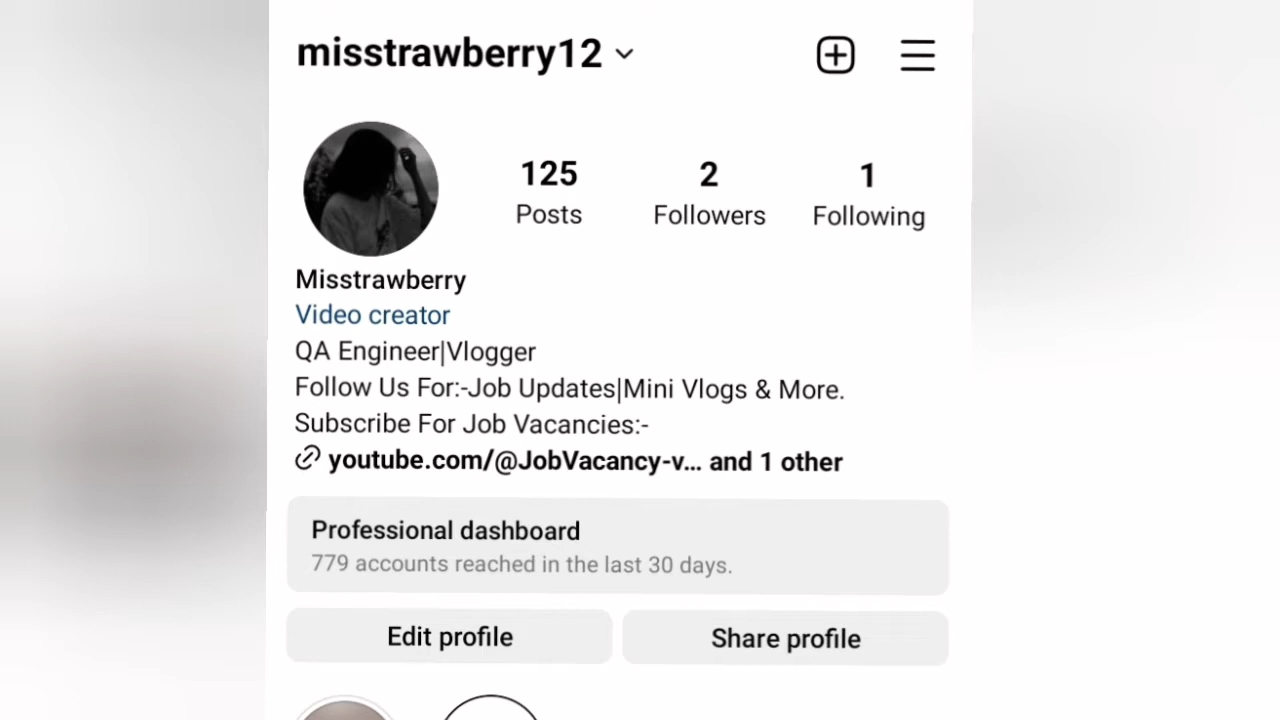 misstrawberry12
125 2 1
Posts Followers Following
Misstrawberry
Video creator
QA Engineer|Vlogger
Follow Us For:-Job Updates|Mini Vlogs & More.
Subscribe For Job Vacancies:-
youtube.com/@JobVacancy-v... and 1 other
Professional dashboard
779 accounts reached in the last 30 days.
Edit profile Share profile